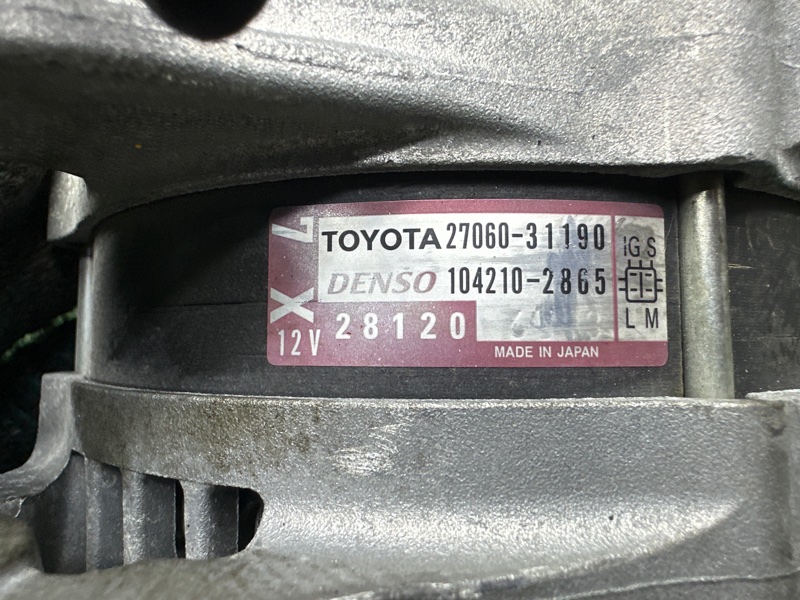 X L
TOYOTA 27060-31190
DENSO 104210-2865
12V 28120
IG S
L M
MADE IN JAPAN